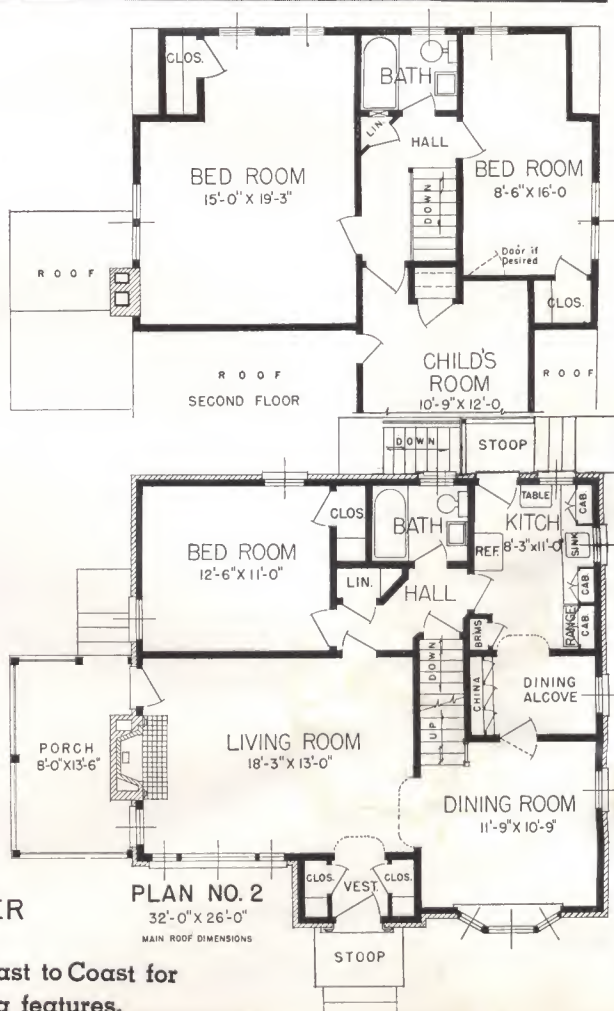 CLOS.
BATH
LIN.
HALL
BED ROOM
15'-0" X 19'-3"
BED ROOM
8'-6" X 16'-0
DOWN
Door if
Desired
ROOF
CLOS.
CHILD'S
ROOM
10'-9" X 12'-0
ROOF
SECOND FLOOR
ROOF
DOWN
STOOP
TABLE
CAB.
CLOS.
BATH
KITCH
8'-3"x11'-0"
REF.
SINK
BED ROOM
12'-6" X 11'-0"
LIN.
HALL
CAB.
BRMS
RANGE
CAB.
DOWN
UP
CHINA
DINING
ALCOVE
PORCH
8'-0"X13'-6"
LIVING ROOM
18'-3" X 13'-0"
DINING ROOM
11'-9" X 10'-9"
CLOS.
VEST.
CLOS.
ER
PLAN NO. 2
32'-0" X 26'-0"
MAIN ROOF DIMENSIONS
STOOP
ast to Coast for
g features.